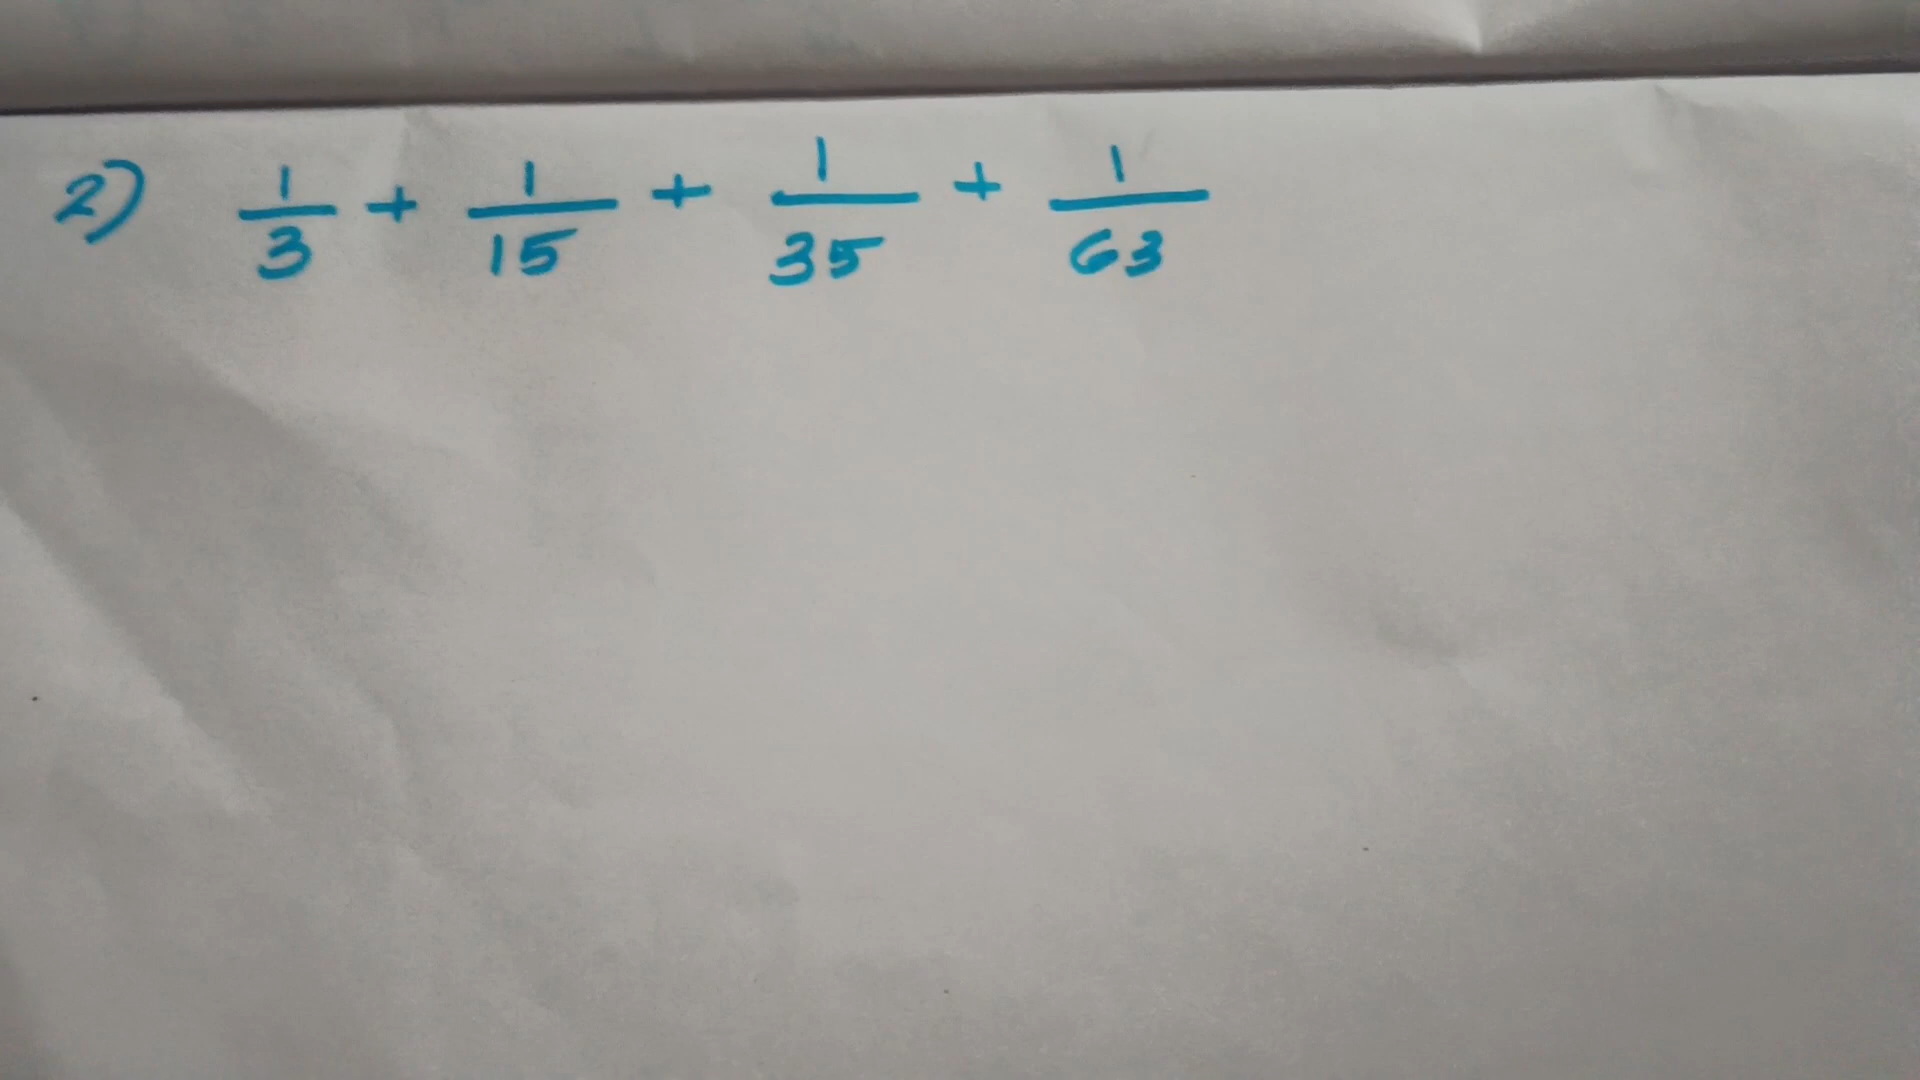 2) 1/3 + 1/15 + 1/35 + 1/63